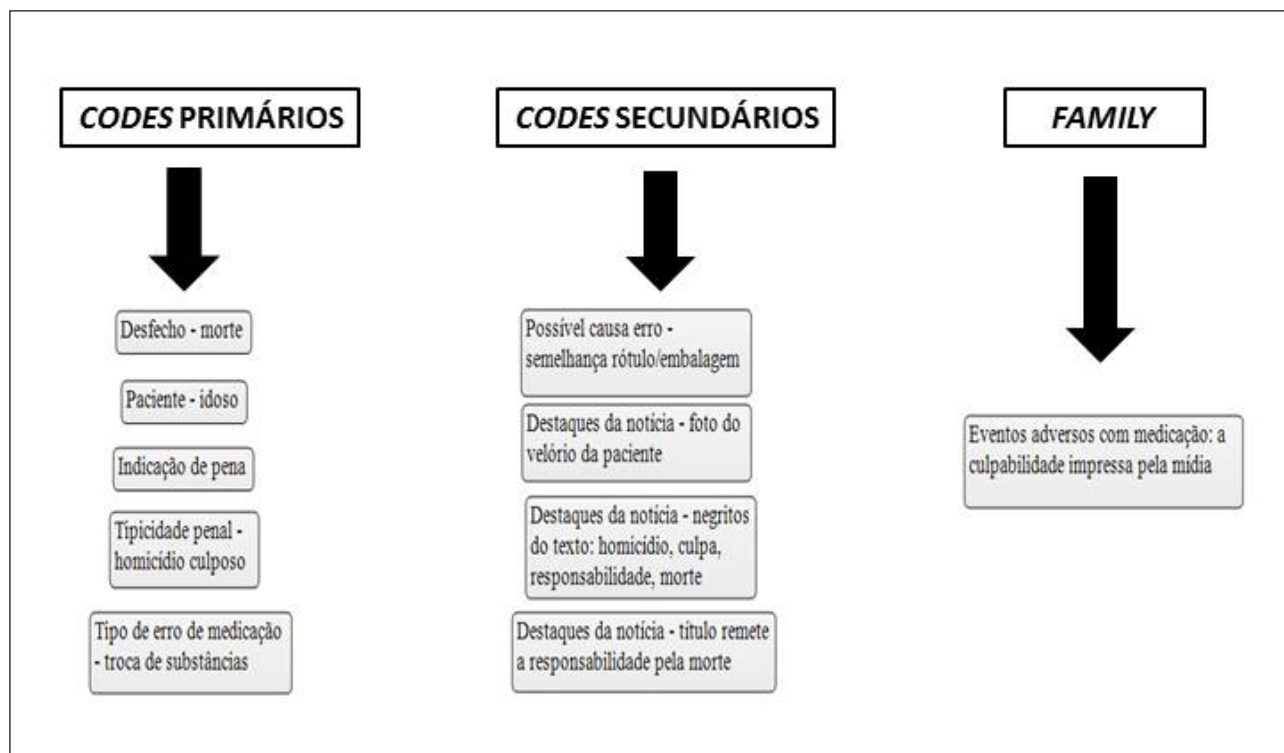 CODES PRIMÁRIOS
Desfecho - morte
Paciente - idoso
Indicação de pena
Tipicidade penal -
homicídio culposo
Tipo de erro de medicação
- troca de substâncias
CODES SECUNDÁRIOS
Possível causa erro -
semelhança rótulo/embalagem
Destaques da notícia - foto do
velório da paciente
Destaques da notícia - negritos
do texto: homicídio, culpa,
responsabilidade, morte
Destaques da notícia - título remete
a responsabilidade pela morte
FAMILY
Eventos adversos com medicação: a
culpabilidade impressa pela mídia